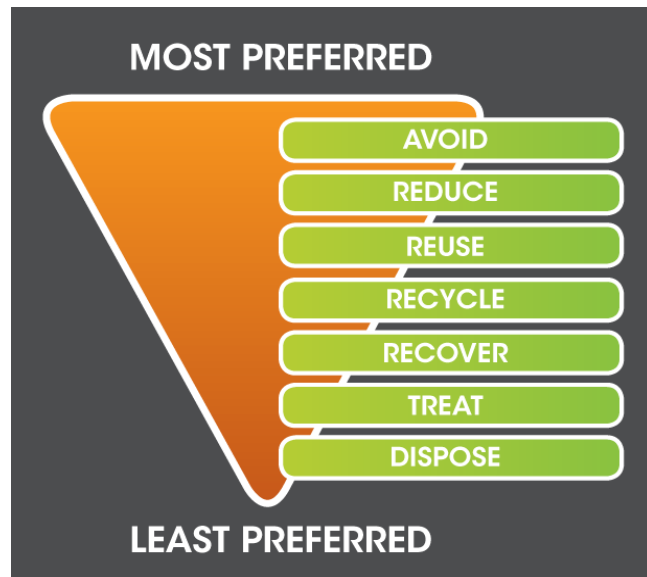 MOST PREFERRED
AVOID
REDUCE
REUSE
RECYCLE
RECOVER
TREAT
DISPOSE
LEAST PREFERRED